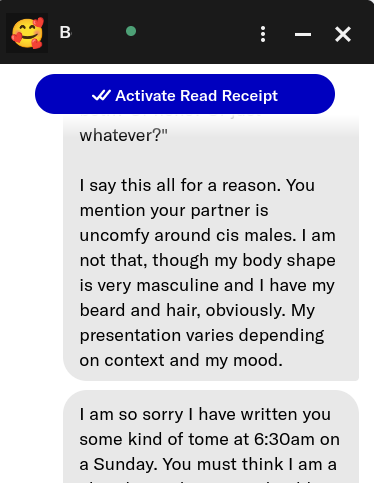 B
Activate Read Receipt
whatever?"
I say this all for a reason. You
mention your partner is
uncomfy around cis males. I am
not that, though my body shape
is very masculine and I have my
beard and hair, obviously. My
presentation varies depending
on context and my mood.
I am so sorry I have written you
some kind of tome at 6:30am on
a Sunday. You must think I am a